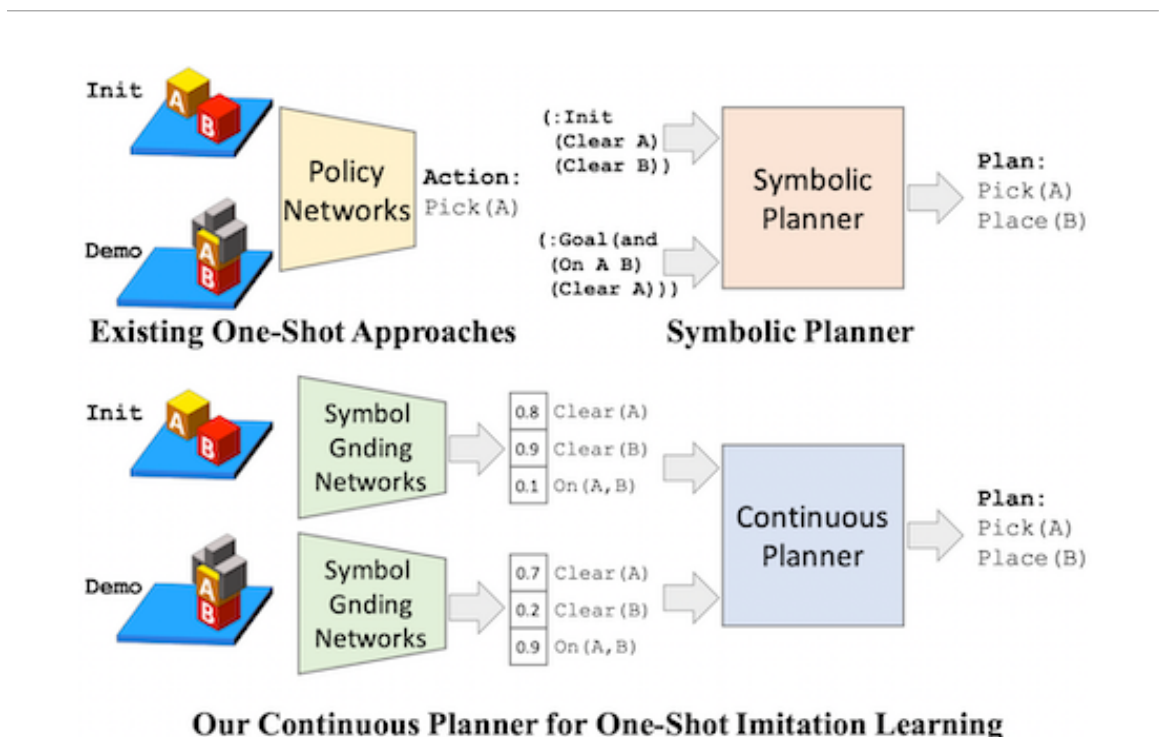 Init
A
B
Demo
A
B
Policy
Networks
Action:
Pick(A)
Existing One-Shot Approaches
(:Init
(Clear A)
(Clear B))
(:Goal(and
(On A B)
(Clear A)))
Symbolic
Planner
Plan:
Pick(A)
Place(B)
Symbolic Planner
Init
A
B
Symbol
Gnding
Networks
0.8 Clear(A)
0.9 Clear(B)
0.1 On(A,B)
Demo
A
B
Symbol
Gnding
Networks
0.7 Clear(A)
0.2 Clear(B)
0.9 On(A,B)
Continuous
Planner
Plan:
Pick(A)
Place(B)
Our Continuous Planner for One-Shot Imitation Learning